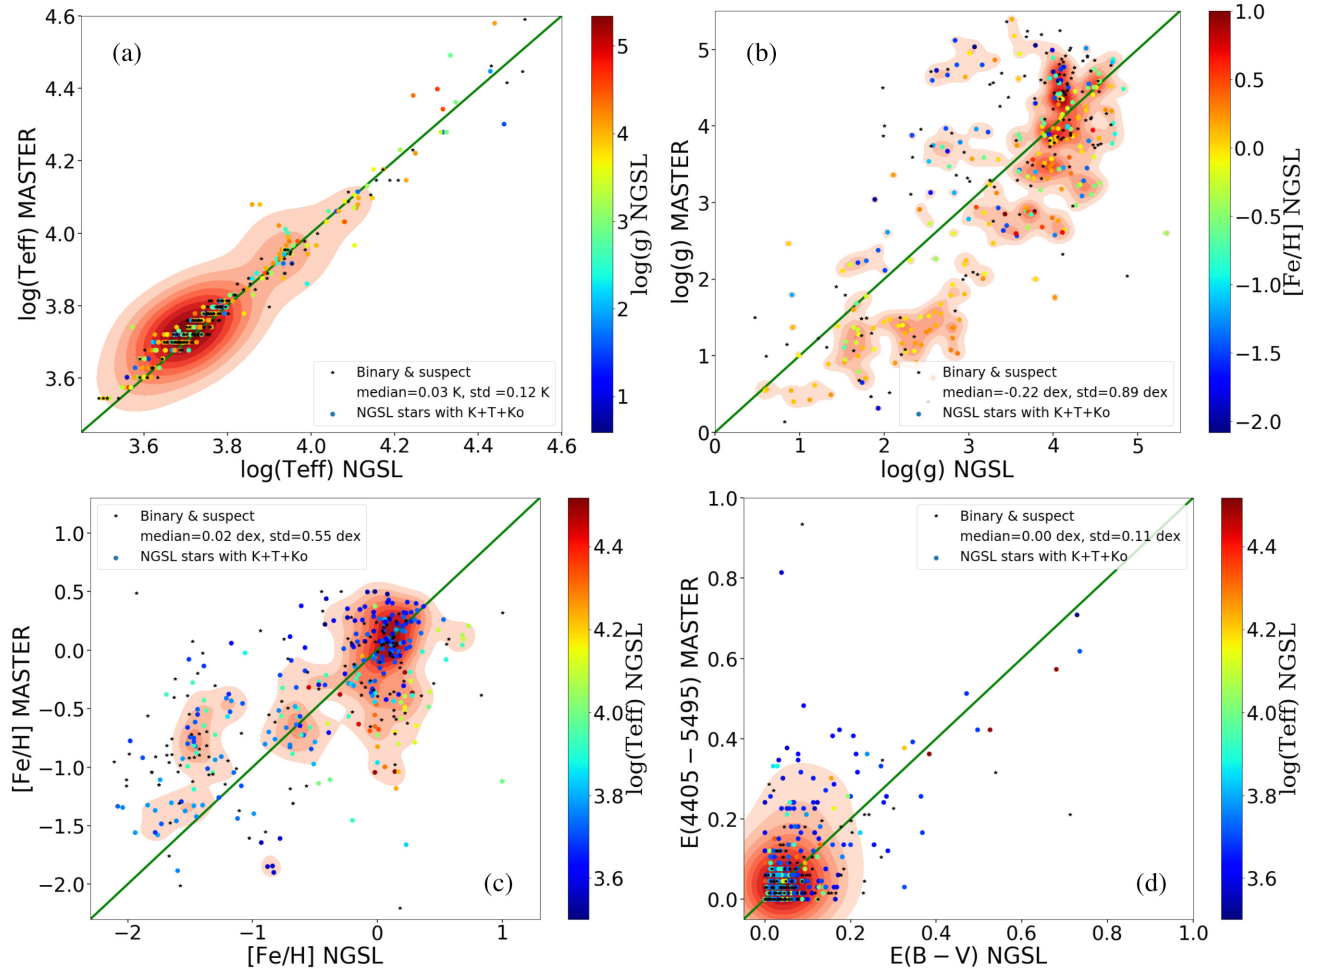 (a)
4.6
4.4
4.2
4.0
3.8
3.6
log(Teff) MASTER
3.6 3.8 4.0 4.2 4.4 4.6
log(Teff) NGSL
Binary & suspect
median=0.03 K, std =0.12 K
NGSL stars with K+T+Ko
5
4
3
2
1
log(g) NGSL
(b)
5
4
3
2
1
0
log(g) MASTER
0 1 2 3 4 5
log(g) NGSL
Binary & suspect
median=-0.22 dex, std=0.89 dex
NGSL stars with K+T+Ko
1.0
0.5
0.0
−0.5
−1.0
−1.5
−2.0
[Fe/H] NGSL
Binary & suspect
median=0.02 dex, std=0.55 dex
NGSL stars with K+T+Ko
1.0
0.5
0.0
−0.5
−1.0
−1.5
−2.0
[Fe/H] MASTER
(c)
−2 −1 0 1
[Fe/H] NGSL
4.4
4.2
4.0
3.8
3.6
log(Teff) NGSL
Binary & suspect
median=0.00 dex, std=0.11 dex
NGSL stars with K+T+Ko
1.0
0.8
0.6
0.4
0.2
0.0
E(4405 − 5495) MASTER
(d)
0.0 0.2 0.4 0.6 0.8 1.0
E(B − V) NGSL
4.4
4.2
4.0
3.8
3.6
log(Teff) NGSL